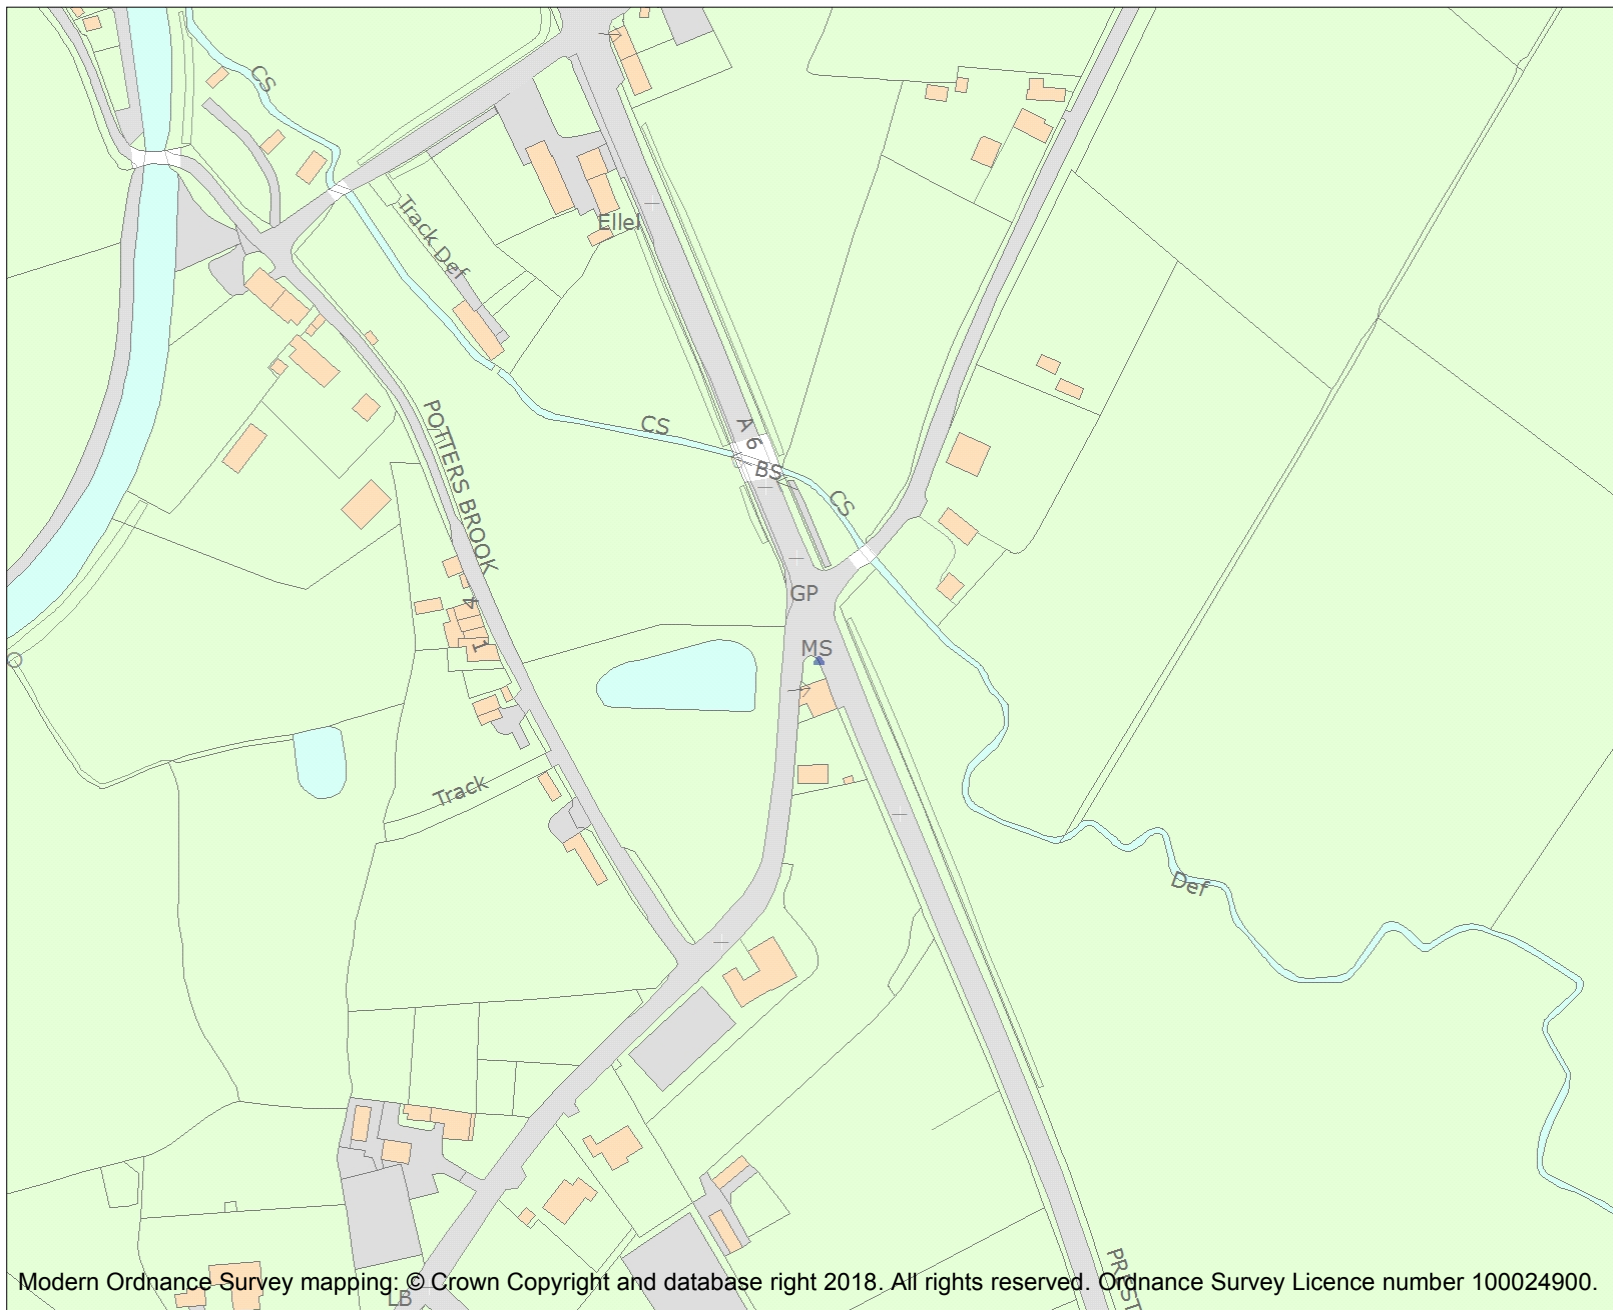 CS
Track Def
Ellel
A 6
CS
BS
POTTERS BROOK
CS
GP
4
MS
1
Track
Def
PREST
LB
Modern Ordnance Survey mapping: © Crown Copyright and database right 2018. All rights reserved. Ordnance Survey Licence number 100024900.